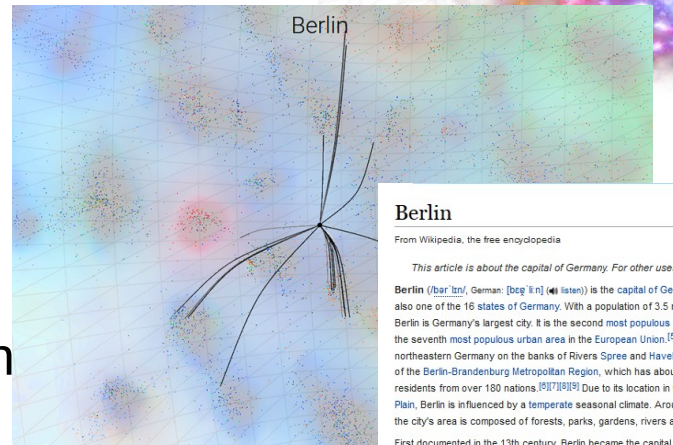 Berlin
Berlin
From Wikipedia, the free encyclopedia
This article is about the capital of Germany. For other use
Berlin (/bərˈlɪn/, German: [bɛɐ̯ˈliːn] (listen)) is the capital of Ge
also one of the 16 states of Germany. With a population of 3.5 r
Berlin is Germany's largest city. It is the second most populous
the seventh most populous urban area in the European Union.
northeastern Germany on the banks of Rivers Spree and Havel
of the Berlin-Brandenburg Metropolitan Region, which has abou
residents from over 180 nations.[6][7][8][9] Due to its location in
Plain, Berlin is influenced by a temperate seasonal climate. Arou
the city's area is composed of forests, parks, gardens, rivers a
First documented in the 13th century, Berlin became the capital